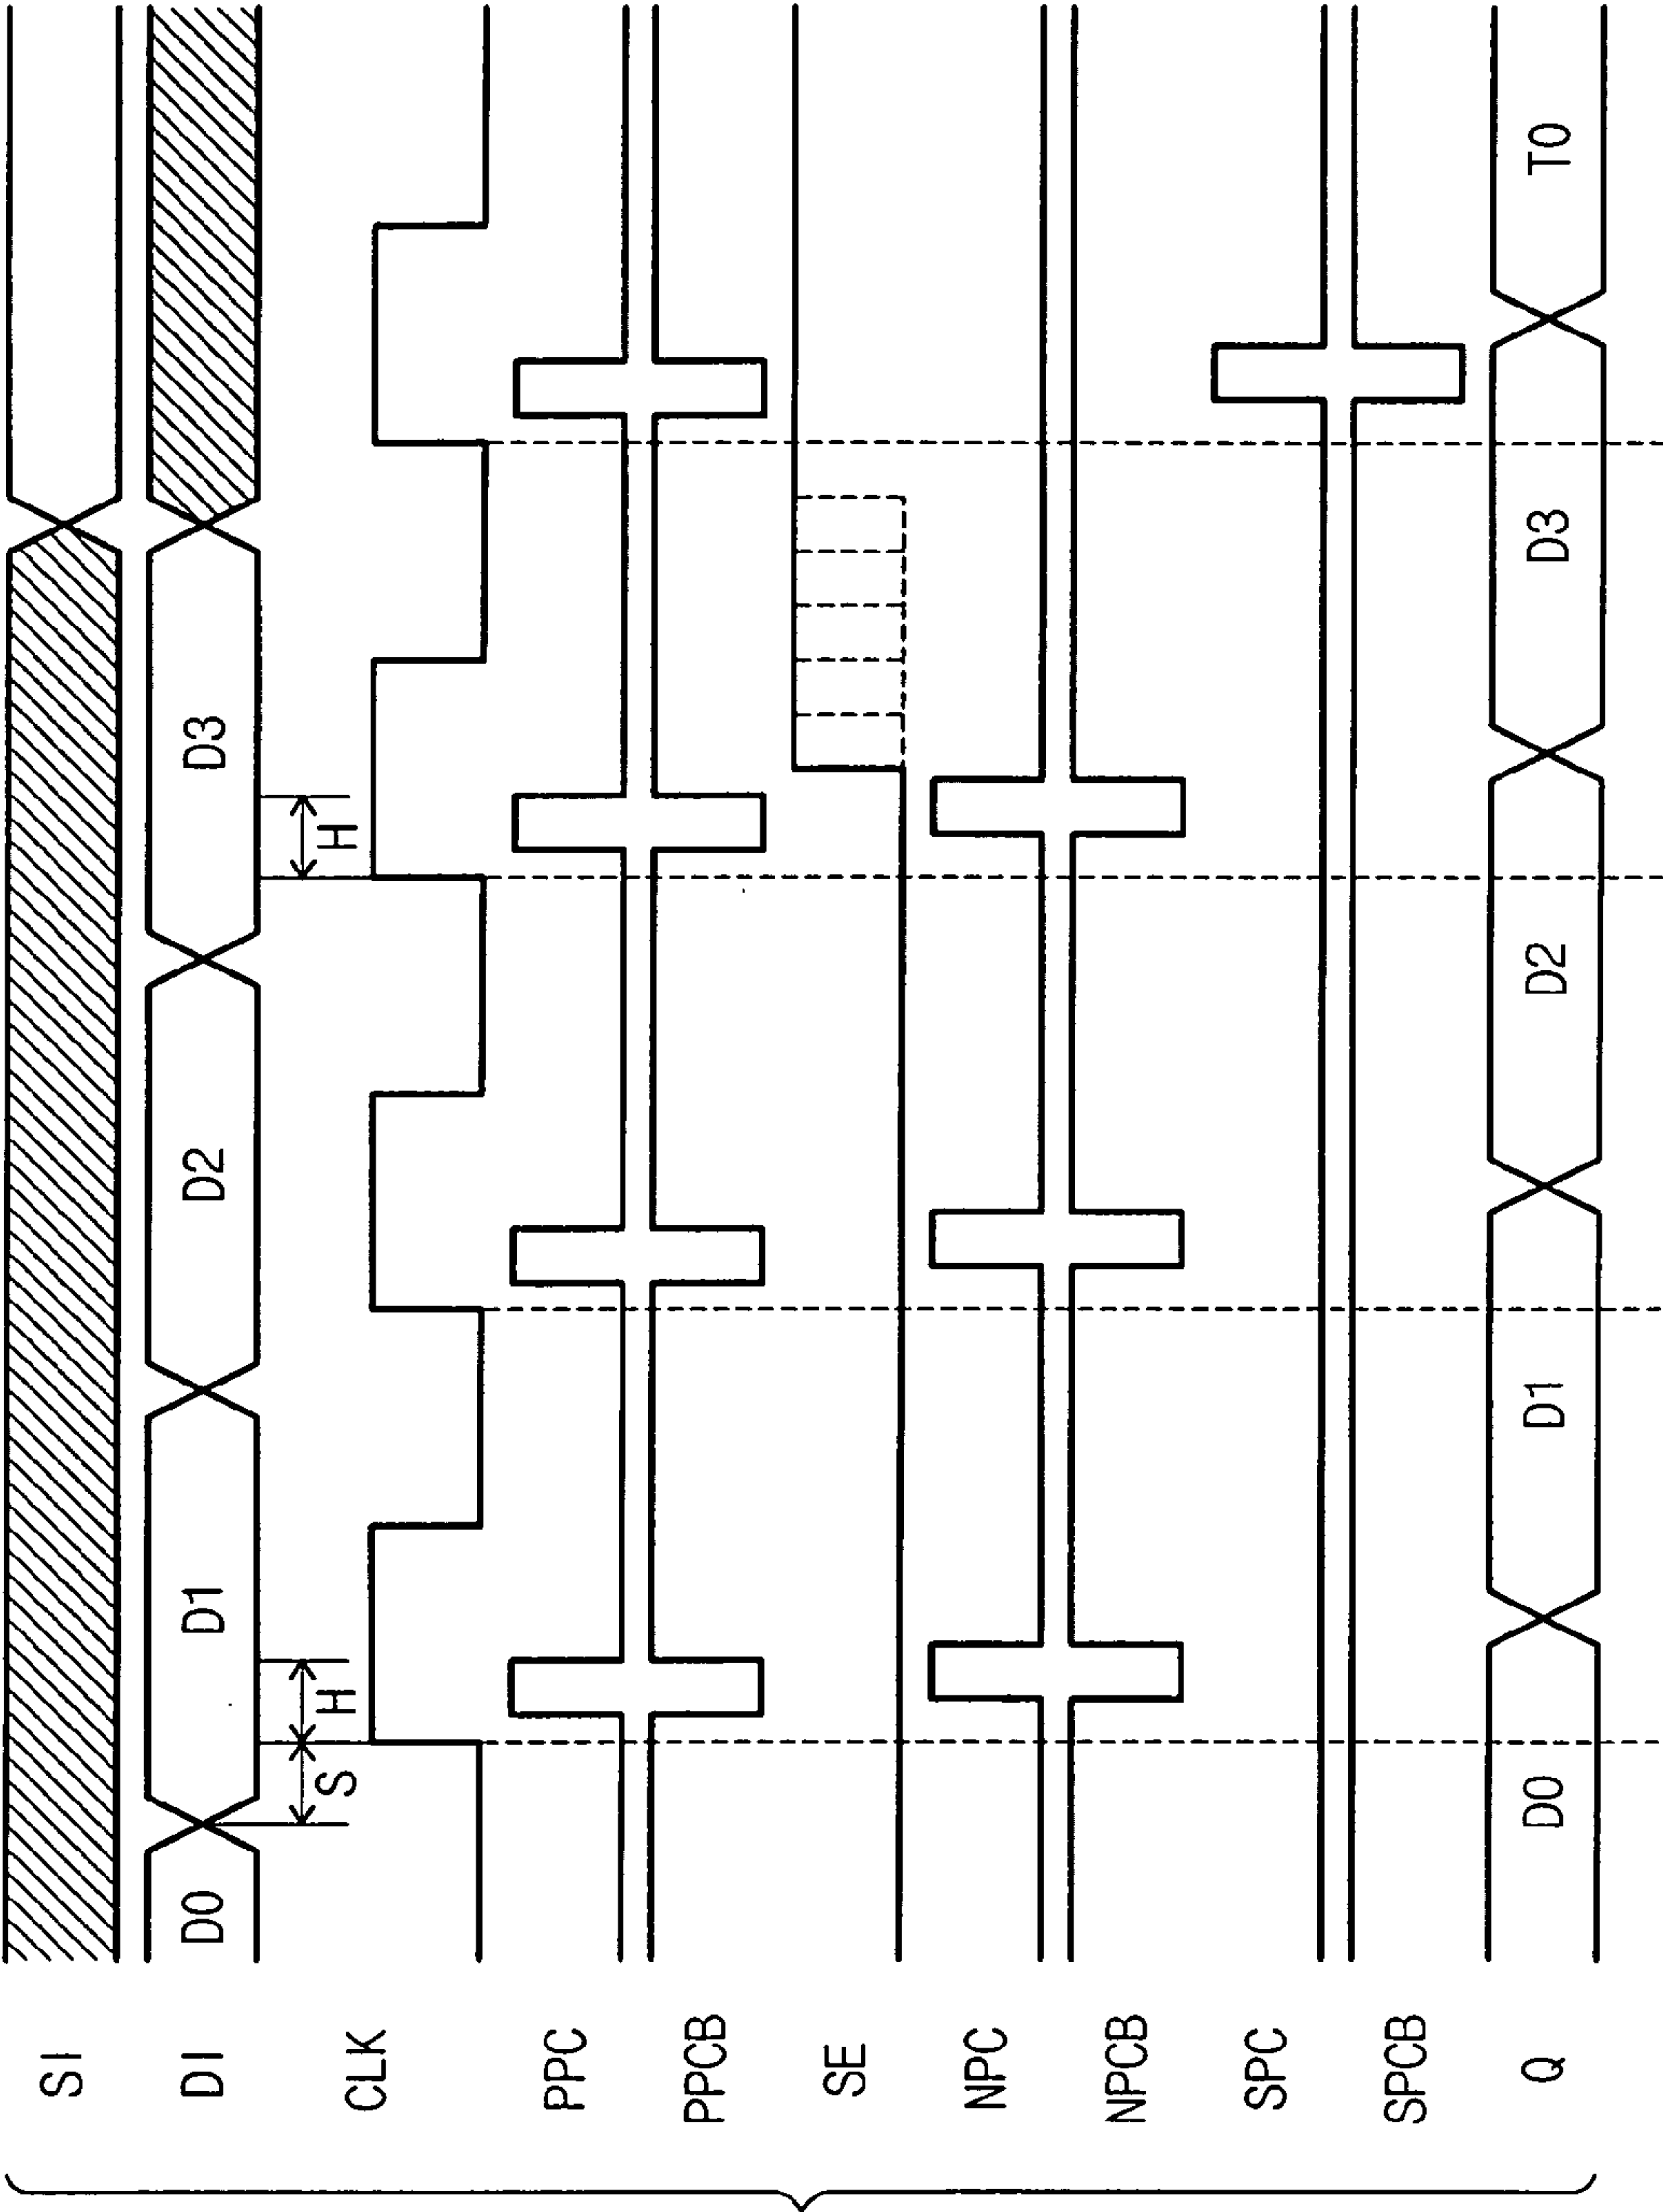 SI
DI
D0
D1
D2
D3
S
H
H
CLK
PPC
PPCB
SE
NPC
NPCB
SPC
SPCB
Q
D0
D1
D2
D3
T0